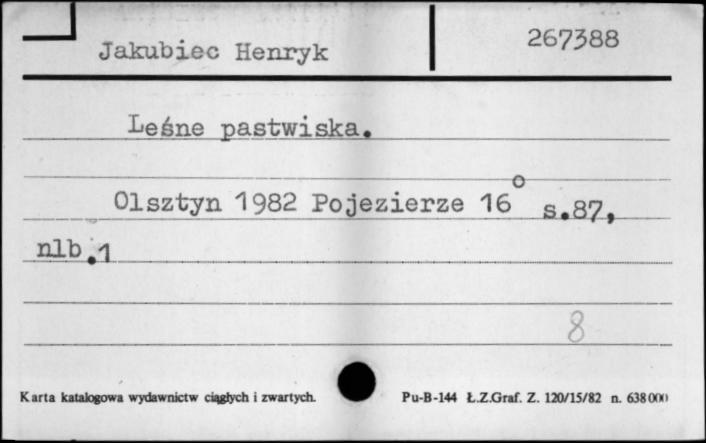 Jakubiec Henryk 267388
Leśne pastwiska.
Olsztyn 1982 Pojezierze 16° s.87,
nlb.1
8
Karta katalogowa wydawnictw ciągłych i zwartych. Pu-B-144 Ł.Z.Graf. Z. 120/15/82 n. 638000